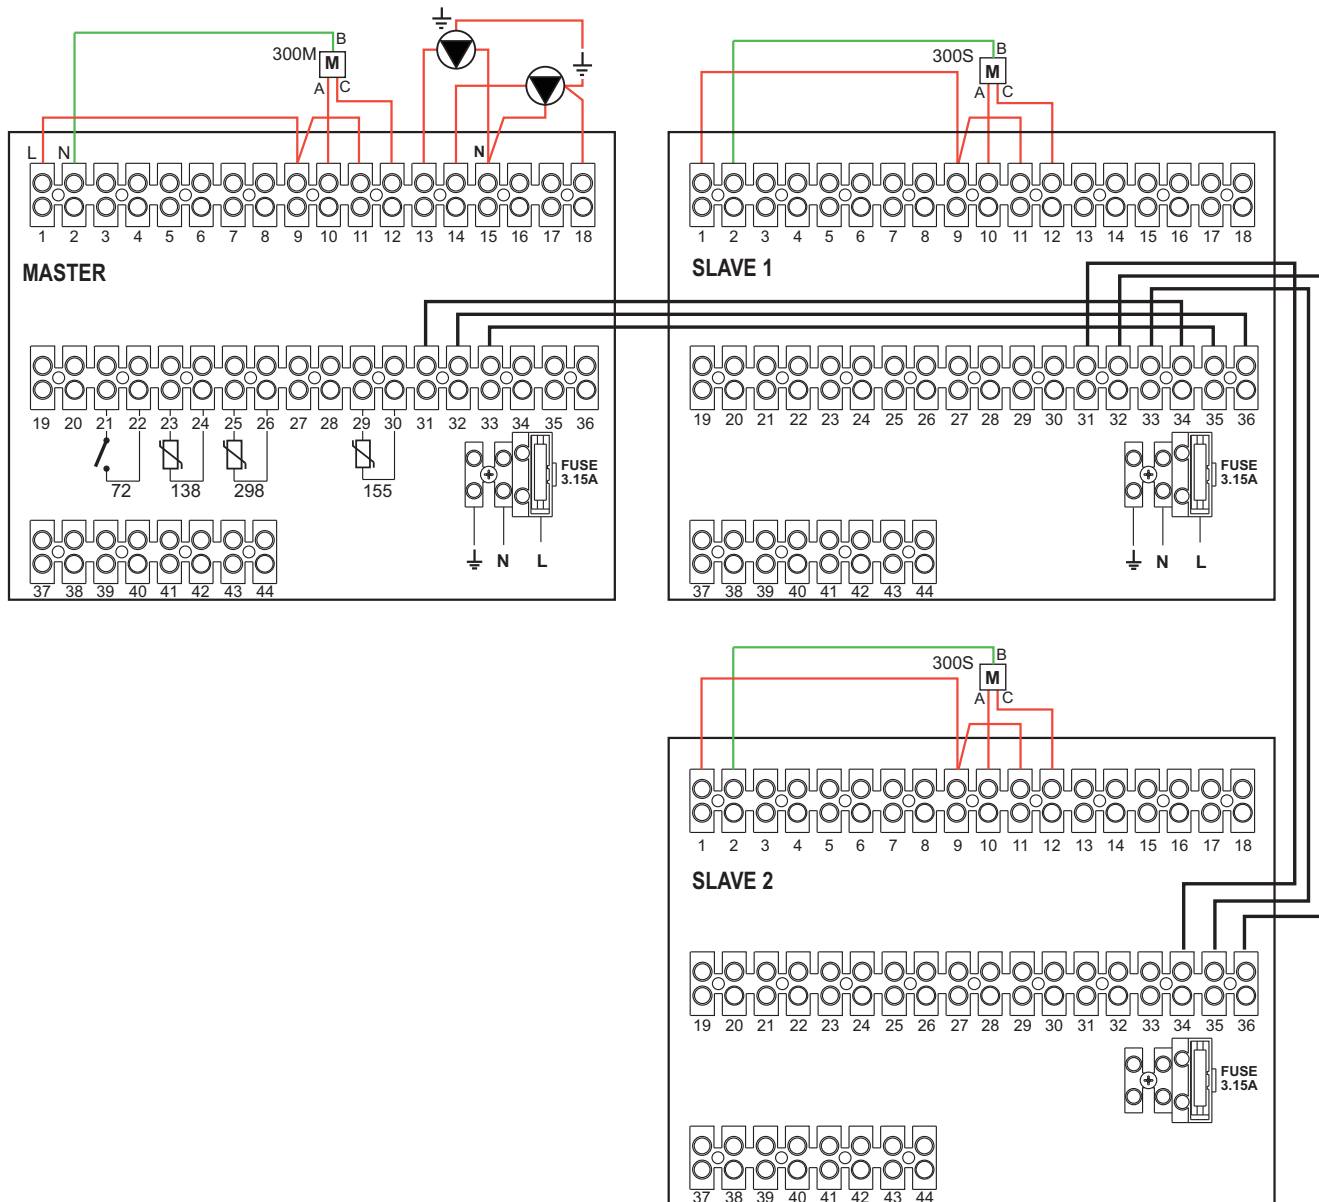 300M
B
M
A
C
L
N
N
1 2 3 4 5 6 7 8 9 10 11 12 13 14 15 16 17 18
MASTER
19 20 21 22 23 24 25 26 27 28 29 30 31 32 33 34 35 36
72
138
298
155
FUSE
3.15A
N
L
37 38 39 40 41 42 43 44
300S
B
M
A
C
1 2 3 4 5 6 7 8 9 10 11 12 13 14 15 16 17 18
SLAVE 1
19 20 21 22 23 24 25 26 27 28 29 30 31 32 33 34 35 36
FUSE
3.15A
N
L
37 38 39 40 41 42 43 44
300S
B
M
A
C
1 2 3 4 5 6 7 8 9 10 11 12 13 14 15 16 17 18
SLAVE 2
19 20 21 22 23 24 25 26 27 28 29 30 31 32 33 34 35 36
FUSE
3.15A
37 38 39 40 41 42 43 44